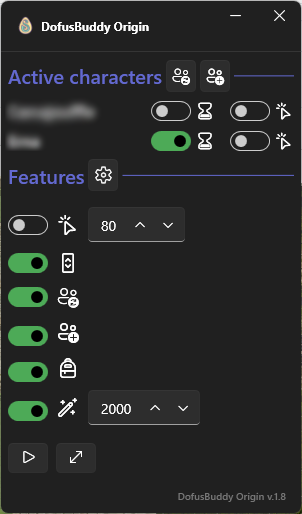 DofusBuddy Origin
Active characters
Features
80
2000
DofusBuddy Origin v.1.8